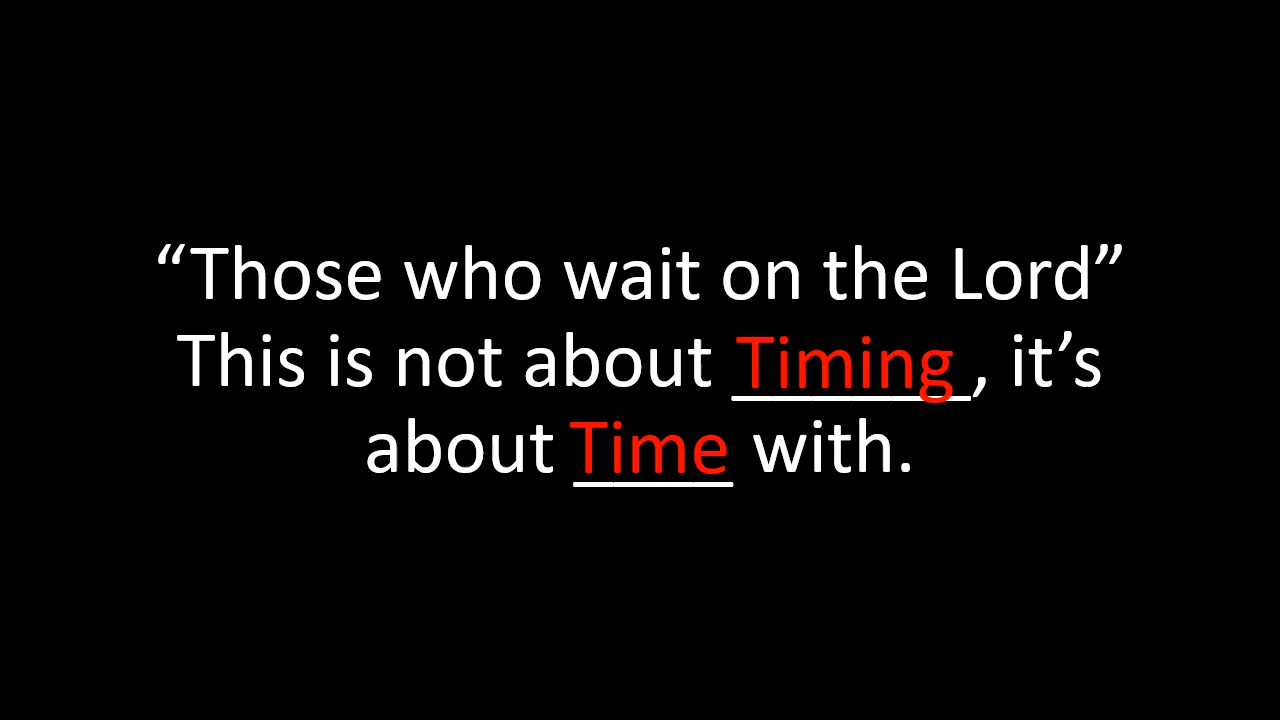 “Those who wait on the Lord”
This is not about Timing, it’s
about Time with.